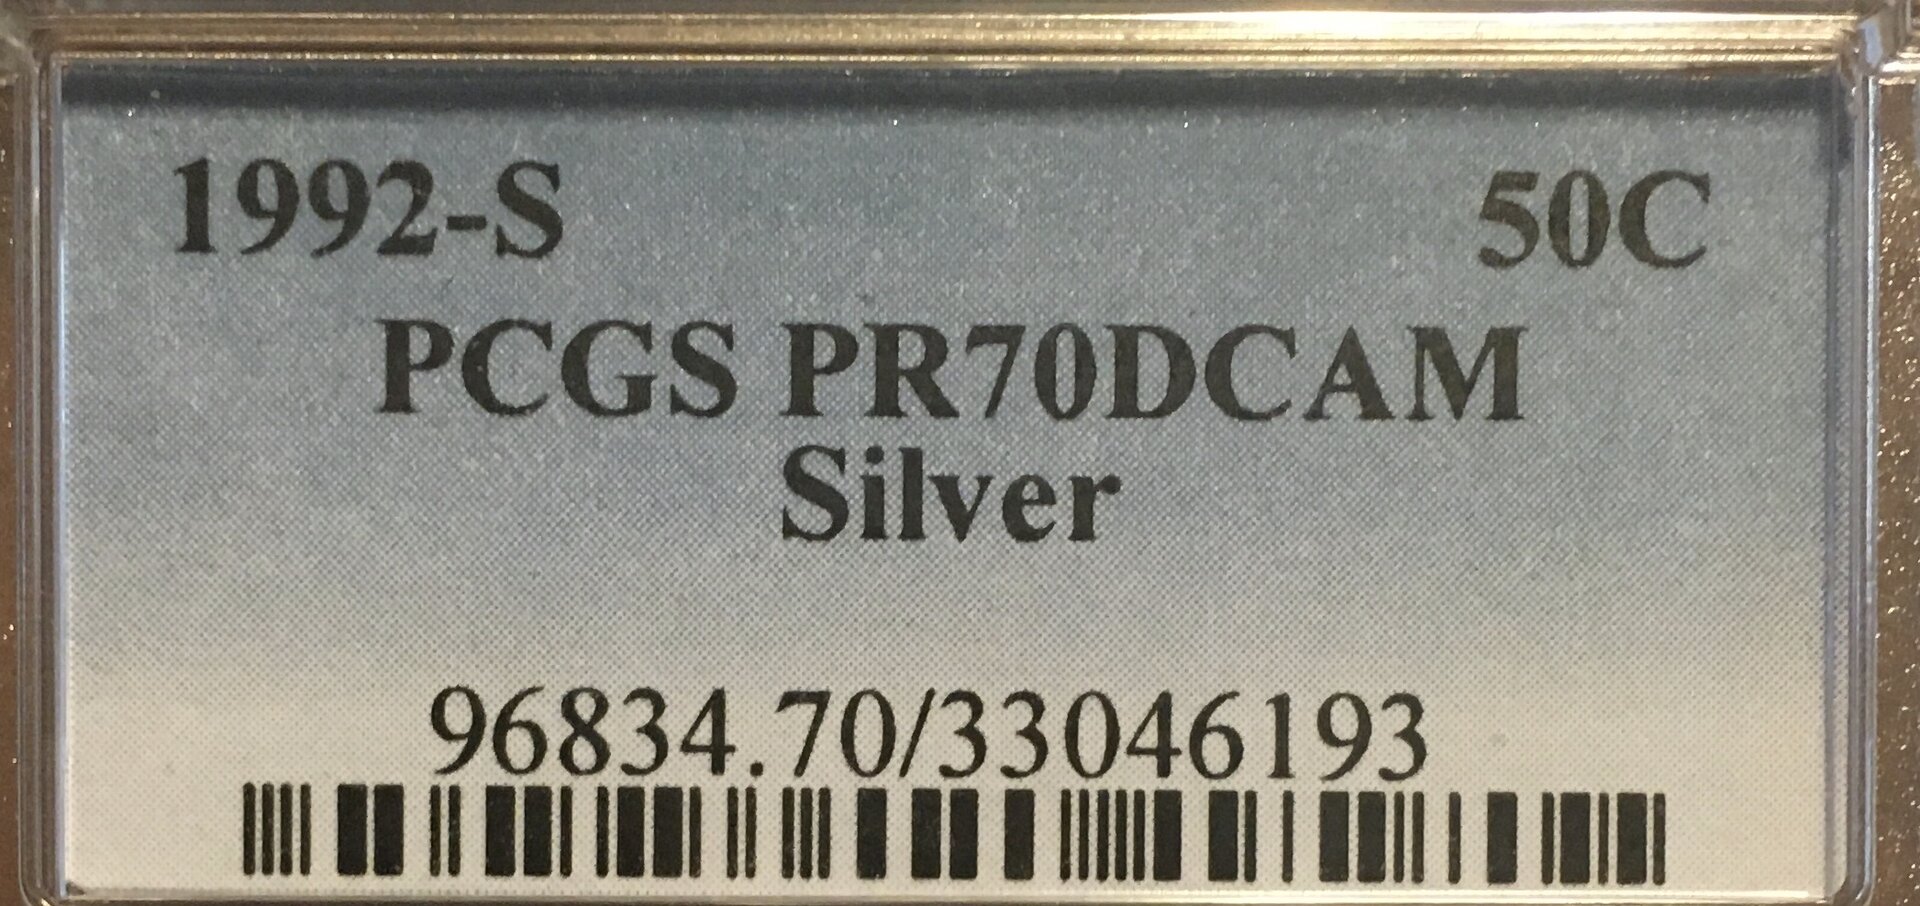 1992-S 50C
PCGS PR70DCAM
Silver
96834.70/33046193